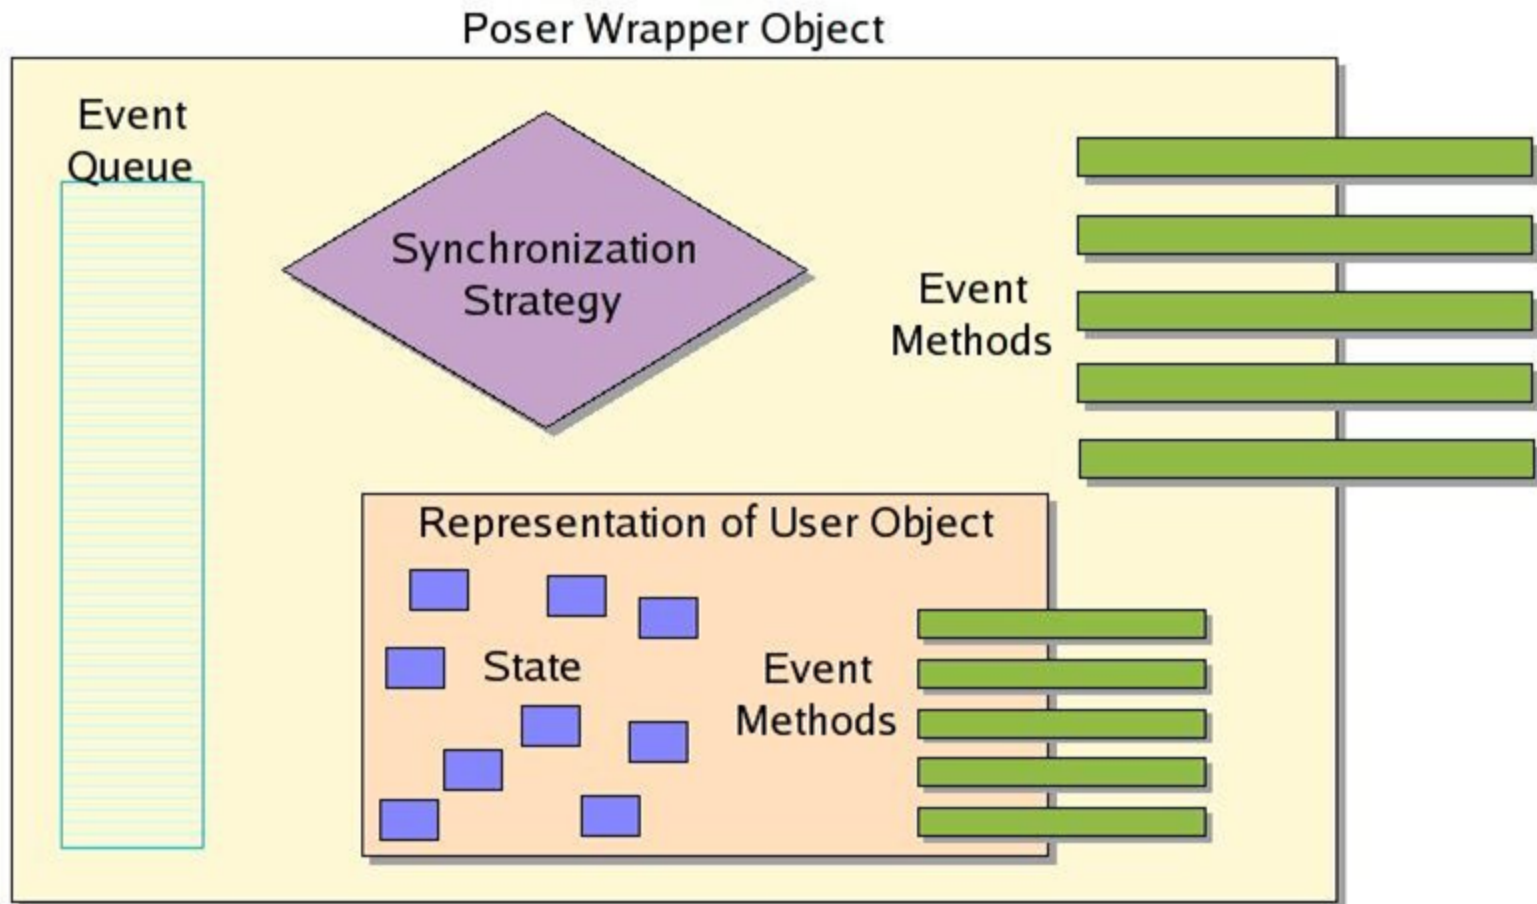 Poser Wrapper Object
Event
Queue
Synchronization
Strategy
Event
Methods
Representation of User Object
State
Event
Methods